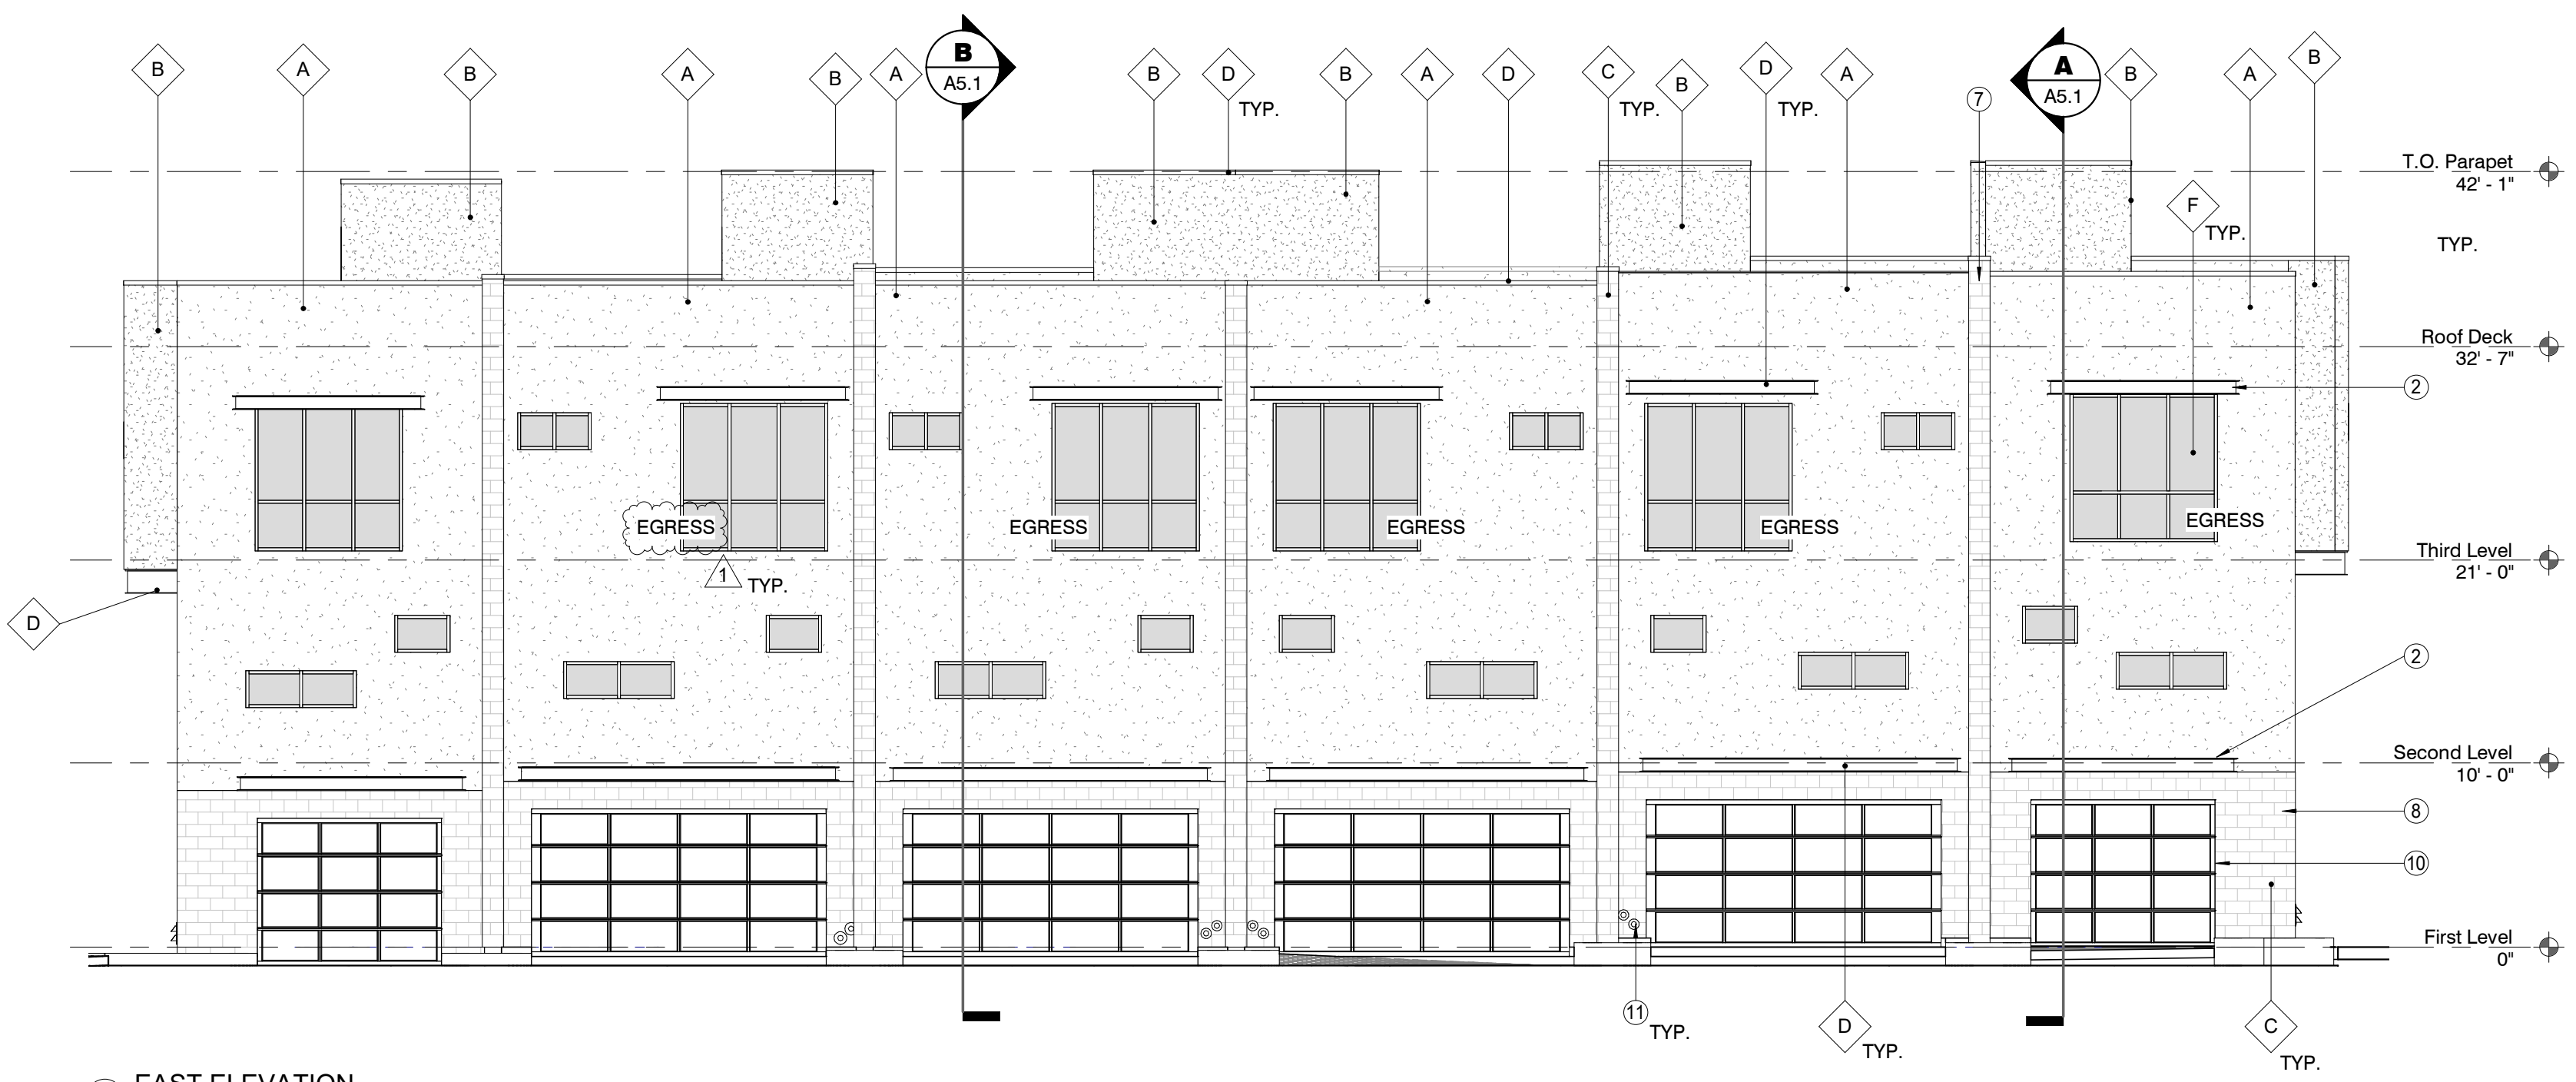 B A B A B A B A5.1 B D TYP. B A D C TYP. B D TYP. A 7 A A5.1 B A B
T.O. Parapet
42' - 1"
F TYP.
TYP.
Roof Deck
32' - 7"
2
EGRESS EGRESS EGRESS EGRESS EGRESS
1 TYP.
Third Level
21' - 0"
D
2
Second Level
10' - 0"
8
10
First Level
0"
11 TYP.
D TYP.
C TYP.
EAST ELEVATION